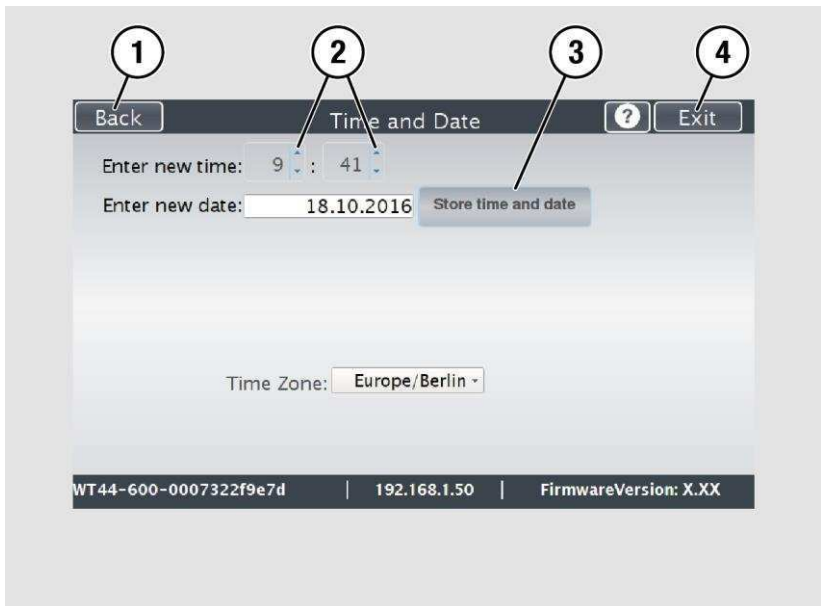 1 2 3 4
Back Time and Date ? Exit
Enter new time: 9 : 41
Enter new date: 18.10.2016 Store time and date
Time Zone: Europe/Berlin
WT44-600-0007322f9e7d | 192.168.1.50 | FirmwareVersion: X.XX